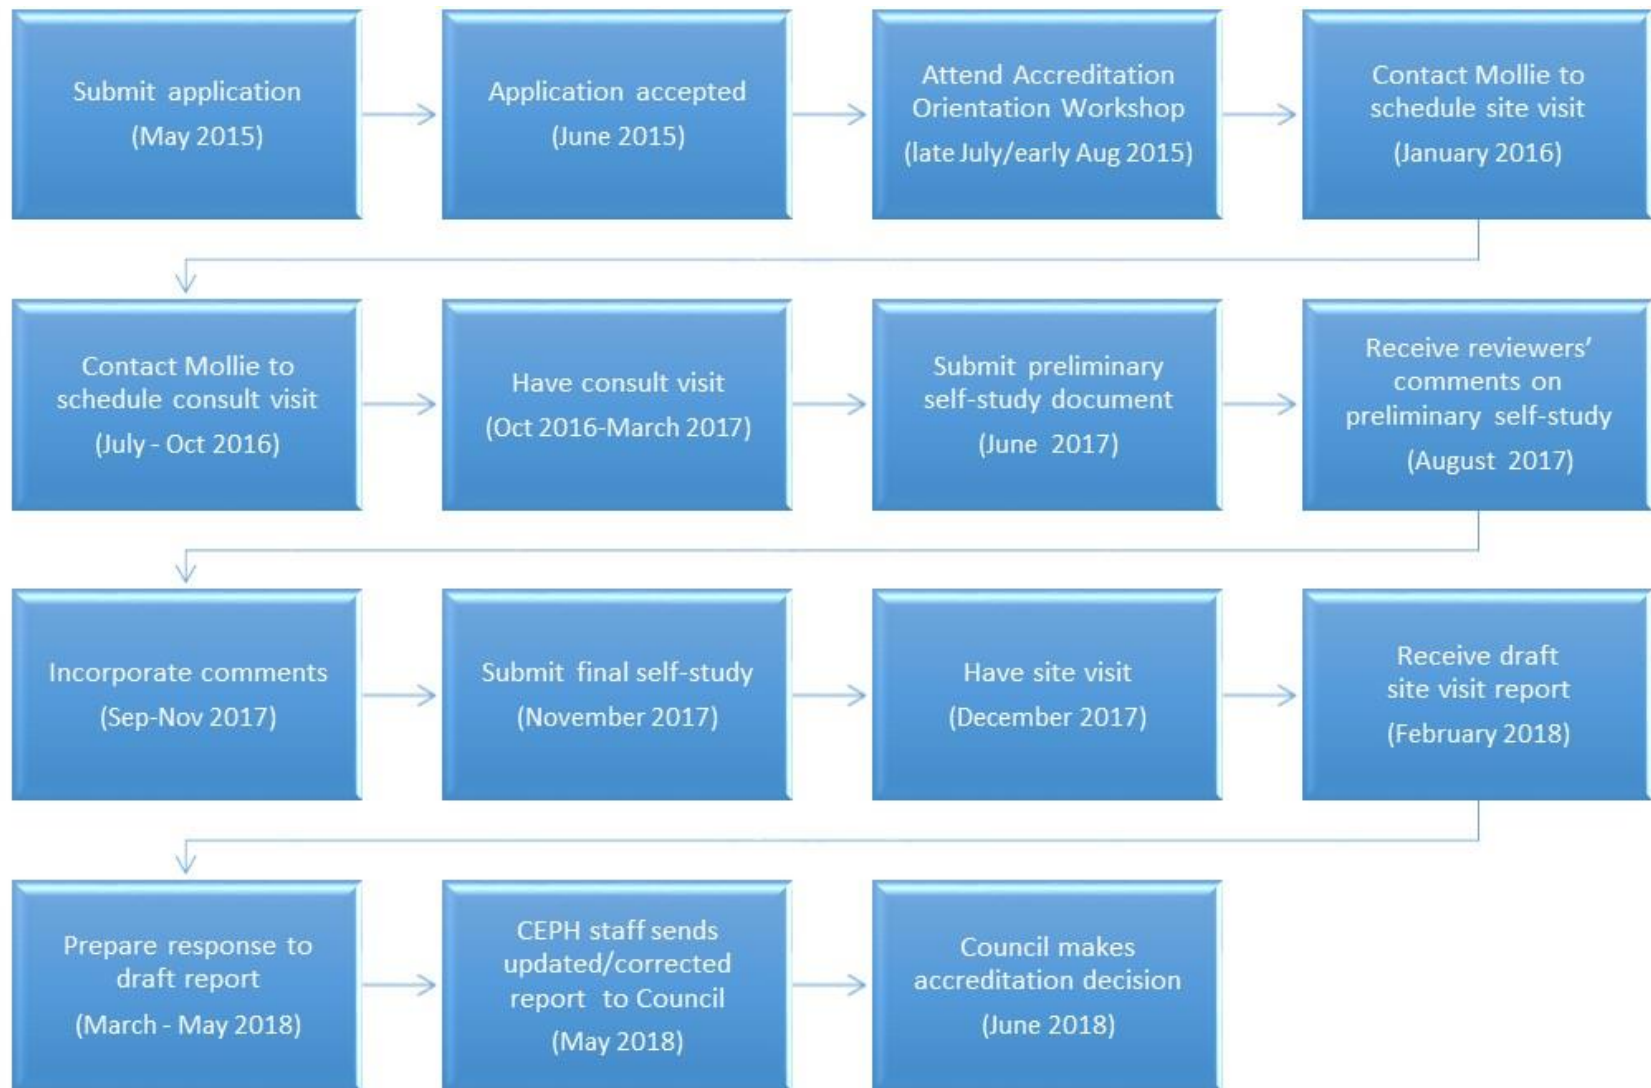 Submit application
(May 2015)
Application accepted
(June 2015)
Attend Accreditation
Orientation Workshop
(late July/early Aug 2015)
Contact Mollie to
schedule site visit
(January 2016)
Contact Mollie to
schedule consult visit
(July - Oct 2016)
Have consult visit
(Oct 2016-March 2017)
Submit preliminary
self-study document
(June 2017)
Receive reviewers’
comments on
preliminary self-study
(August 2017)
Incorporate comments
(Sep-Nov 2017)
Submit final self-study
(November 2017)
Have site visit
(December 2017)
Receive draft
site visit report
(February 2018)
Prepare response to
draft report
(March - May 2018)
CEPH staff sends
updated/corrected
report to Council
(May 2018)
Council makes
accreditation decision
(June 2018)